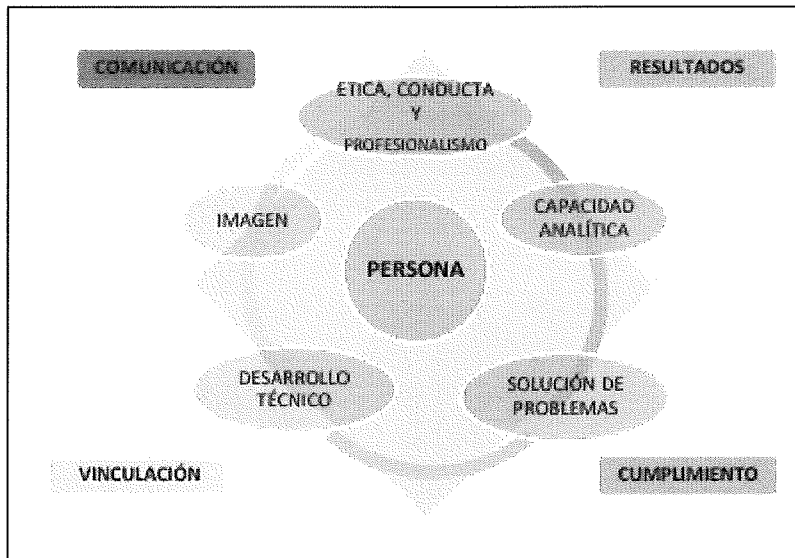 COMUNICACIÓN
RESULTADOS
ETICA, CONDUCTA
Y
PROFESIONALISMO
IMAGEN
CAPACIDAD
ANALÍTICA
PERSONA
DESARROLLO
TÉCNICO
SOLUCIÓN DE
PROBLEMAS
VINCULACIÓN
CUMPLIMIENTO